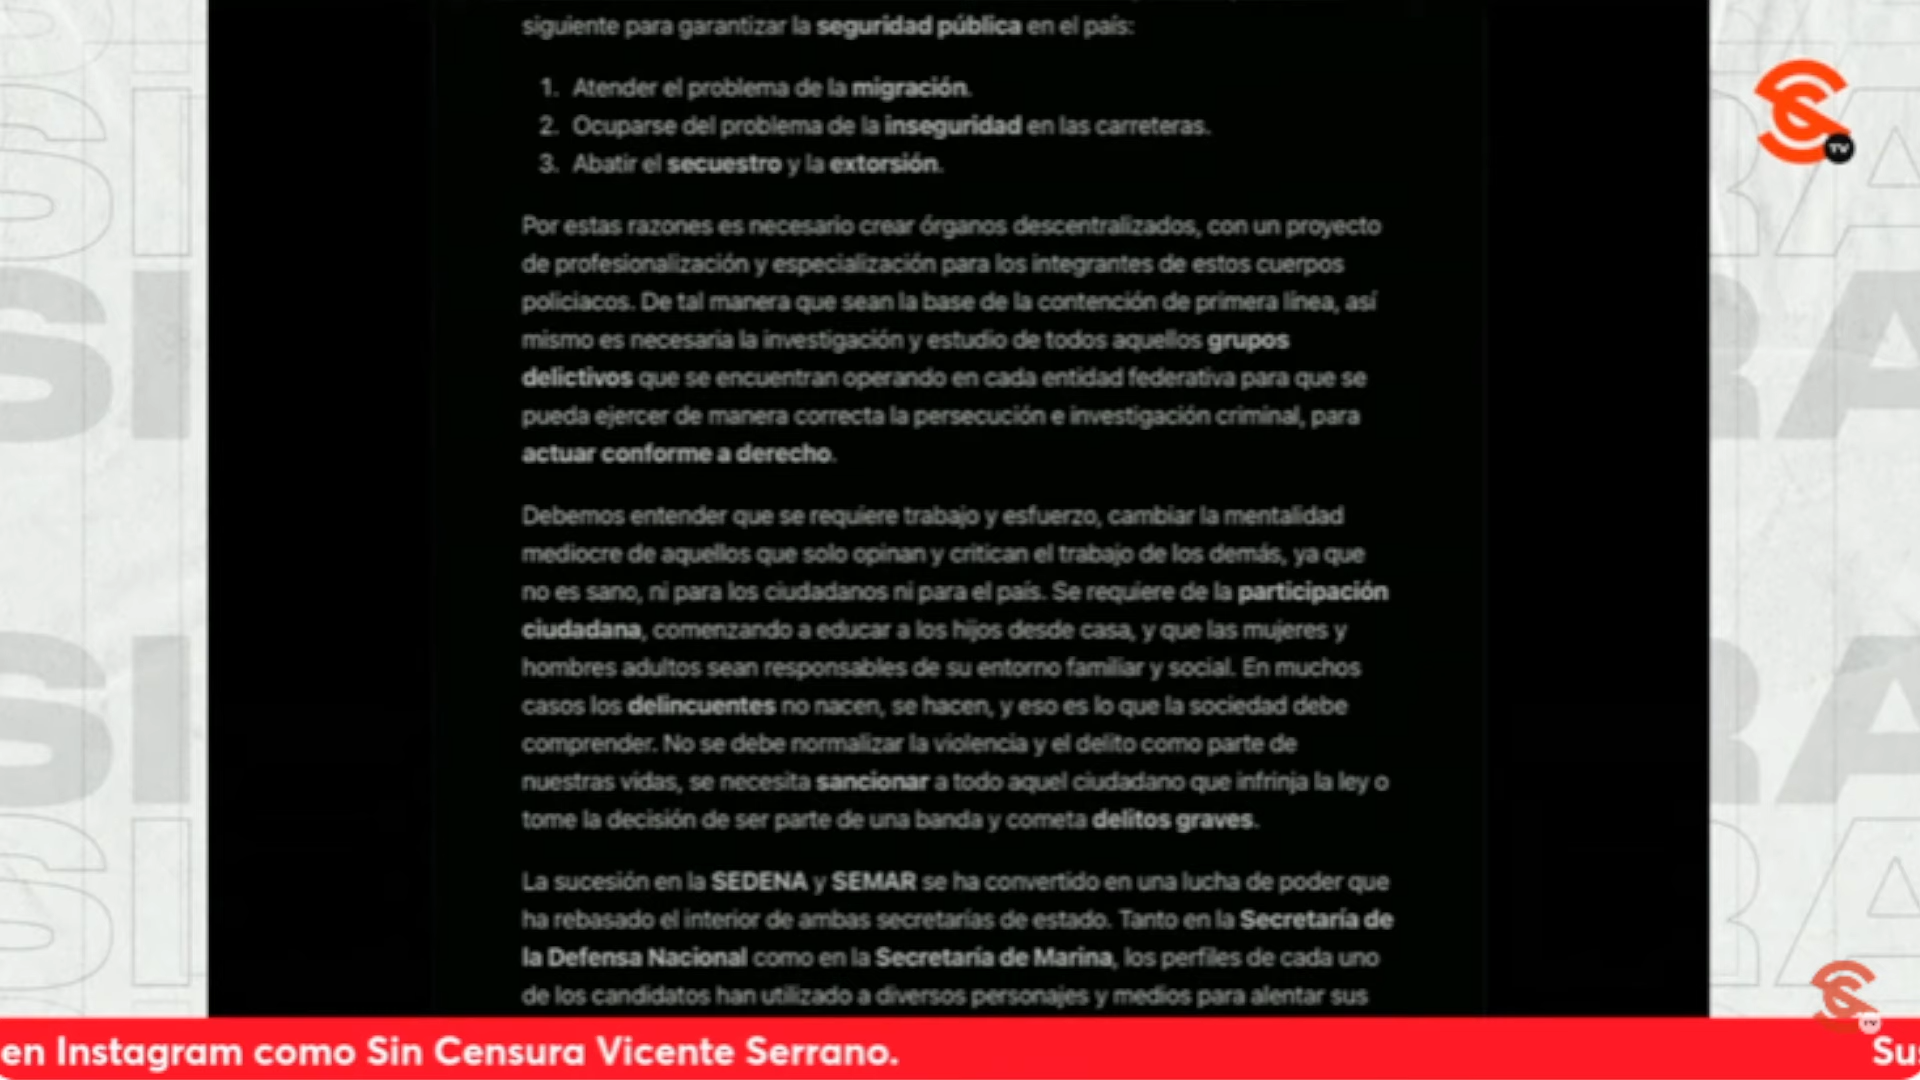 siguiente para garantizar la seguridad pública en el país:
1. Atender el problema de la migración.
2. Ocuparse del problema de la inseguridad en las carreteras.
3. Abatir el secuestro y la extorsión.
Por estas razones es necesario crear órganos descentralizados, con un proyecto
de profesionalización y especialización para los integrantes de estos cuerpos
policiacos. De tal manera que sean la base de la contención de primera línea, así
mismo es necesaria la investigación y estudio de todos aquellos grupos
delictivos que se encuentran operando en cada entidad federativa para que se
pueda ejercer de manera correcta la persecución e investigación criminal, para
actuar conforme a derecho.
Debemos entender que se requiere trabajo y esfuerzo, cambiar la mentalidad
mediocre de aquellos que solo opinan y critican el trabajo de los demás, ya que
no es sano, ni para los ciudadanos ni para el país. Se requiere de la participación
ciudadana, comenzando a educar a los hijos desde casa, y que las mujeres y
hombres adultos sean responsables de su entorno familiar y social. En muchos
casos los delincuentes no nacen, se hacen, y eso es lo que la sociedad debe
comprender. No se debe normalizar la violencia y el delito como parte de
nuestras vidas, se necesita sancionar a todo aquel ciudadano que infrinja la ley o
tome la decisión de ser parte de una banda y cometa delitos graves.
La sucesión en la SEDENA y SEMAR se ha convertido en una lucha de poder que
ha rebasado el interior de ambas secretarías de estado. Tanto en la Secretaría de
la Defensa Nacional como en la Secretaría de Marina, los perfiles de cada uno
de los candidatos han utilizado a diversos personajes y medios para alentar sus
en Instagram como Sin Censura Vicente Serrano.
Sus
TV
TV
SI
SI
SI
SI
RA
RA
RA
RA